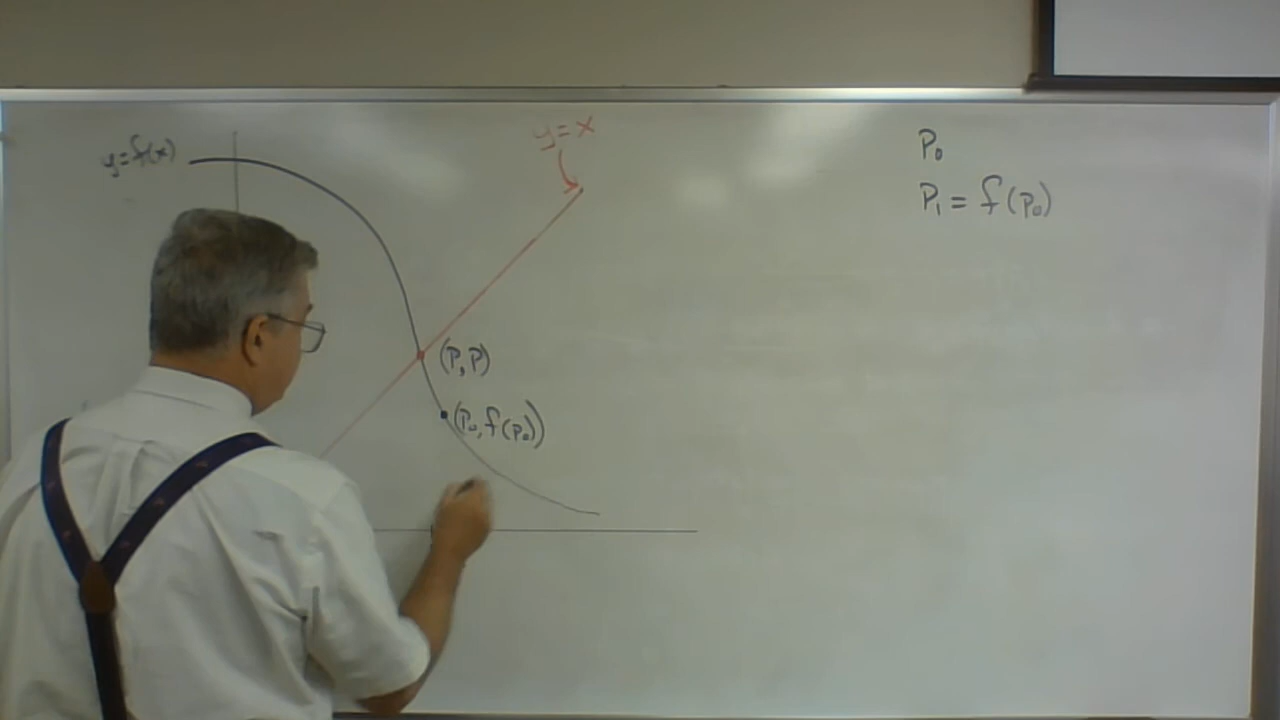 y=f(x)
y=x
(P,P)
(P₀,f(P₀))
P₀
P₁ = f(P₀)